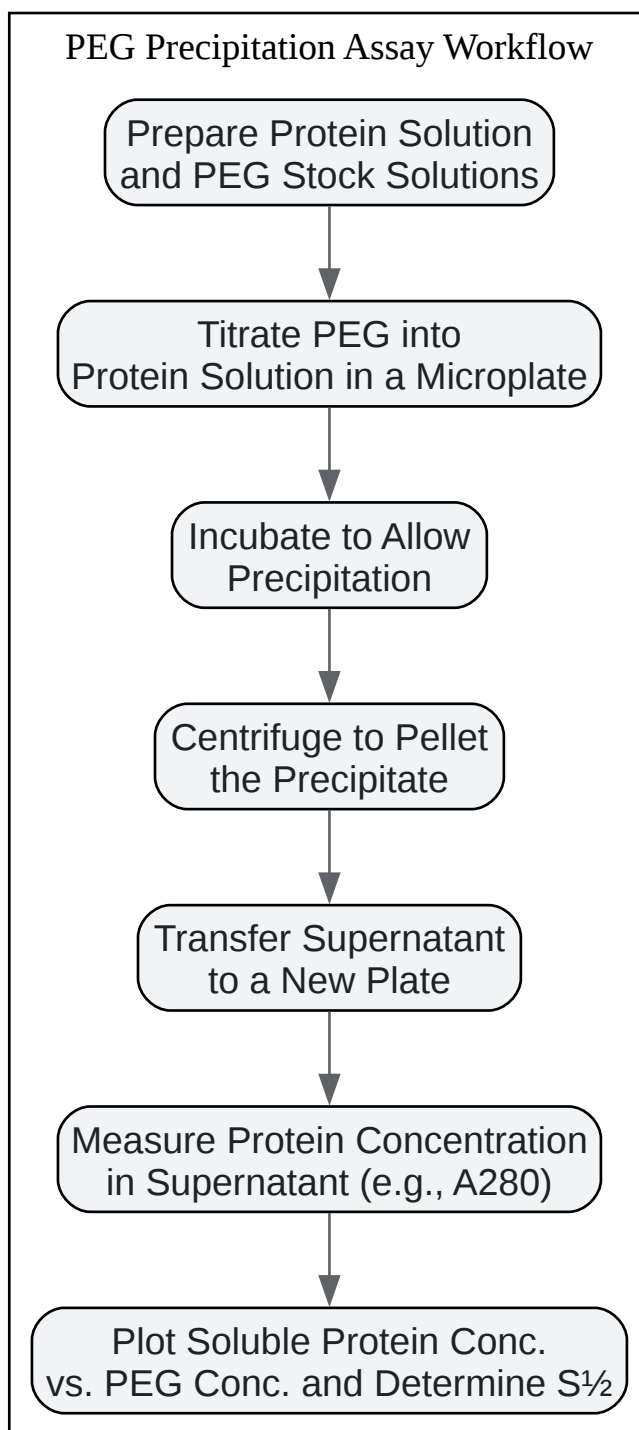 PEG Precipitation Assay Workflow
Prepare Protein Solution
and PEG Stock Solutions
Titrate PEG into
Protein Solution in a Microplate
Incubate to Allow
Precipitation
Centrifuge to Pellet
the Precipitate
Transfer Supernatant
to a New Plate
Measure Protein Concentration
in Supernatant (e.g., A280)
Plot Soluble Protein Conc.
vs. PEG Conc. and Determine S½